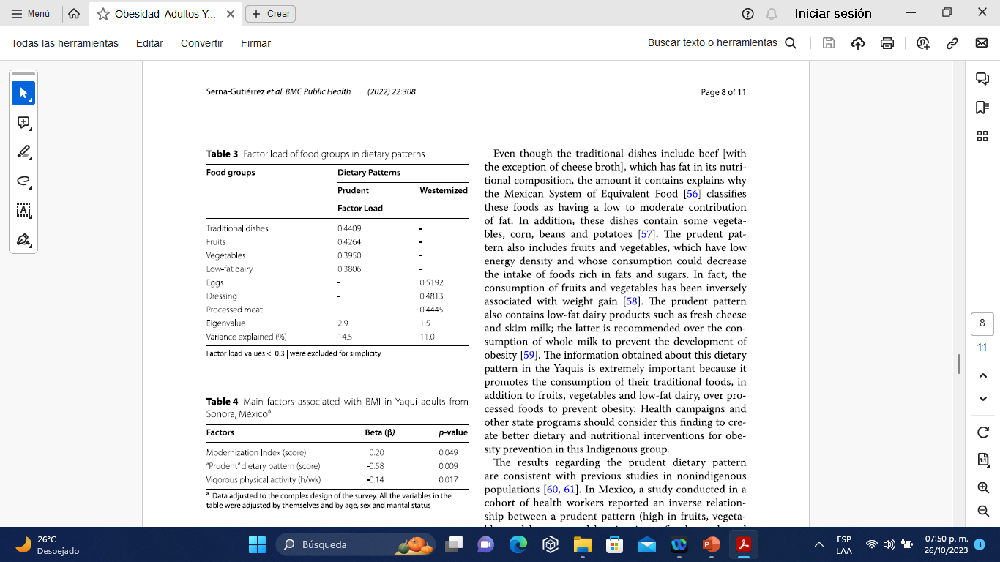 Menú
Obesidad Adultos Y...
Crear
Iniciar sesión
Todas las herramientas
Editar
Convertir
Firmar
Buscar texto o herramientas
Serna-Gutiérrez et al. BMC Public Health (2022) 22:308
Page 8 of 11
Table 3 Factor load of food groups in dietary patterns
Food groups Dietary Patterns
Prudent Westernized
Factor Load
Traditional dishes 0.4409 -
Fruits 0.4264 -
Vegetables 0.3950 -
Low-fat dairy 0.3806 -
Eggs - 0.5192
Dressing - 0.4813
Processed meat - 0.4445
Eigenvalue 2.9 1.5
Variance explained (%) 14.5 11.0
Factor load values <| 0.3 | were excluded for simplicity
Table 4 Main factors associated with BMI in Yaqui adults from
Sonora, México a
Factors Beta (β) p-value
Modernization Index (score) 0.20 0.049
"Prudent" dietary pattern (score) -0.58 0.009
Vigorous physical activity (h/wk) -0.14 0.017
a Data adjusted to the complex design of the survey. All the variables in the
table were adjusted by themselves and by age, sex and marital status
Even though the traditional dishes include beef [with
the exception of cheese broth], which has fat in its nutri-
tional composition, the amount it contains explains why
the Mexican System of Equivalent Food [56] classifies
these foods as having a low to moderate contribution
of fat. In addition, these dishes contain some vegeta-
bles, corn, beans and potatoes [57]. The prudent pat-
tern also includes fruits and vegetables, which have low
energy density and whose consumption could decrease
the intake of foods rich in fats and sugars. In fact, the
consumption of fruits and vegetables has been inversely
associated with weight gain [58]. The prudent pattern
also contains low-fat dairy products such as fresh cheese
and skim milk; the latter is recommended over the con-
sumption of whole milk to prevent the development of
obesity [59]. The information obtained about this dietary
pattern in the Yaquis is extremely important because it
promotes the consumption of their traditional foods, in
addition to fruits, vegetables and low-fat dairy, over pro-
cessed foods to prevent obesity. Health campaigns and
other state programs should consider this finding to cre-
ate better dietary and nutritional interventions for obe-
sity prevention in this Indigenous group.
The results regarding the prudent dietary pattern
are consistent with previous studies in nonindigenous
populations [60, 61]. In Mexico, a study conducted in a
cohort of health workers reported an inverse relation-
ship between a prudent pattern (high in fruits, vegeta-
8
11
1:1
26°C
Despejado
Búsqueda
ESP
LAA
07:50 p. m.
26/10/2023
3